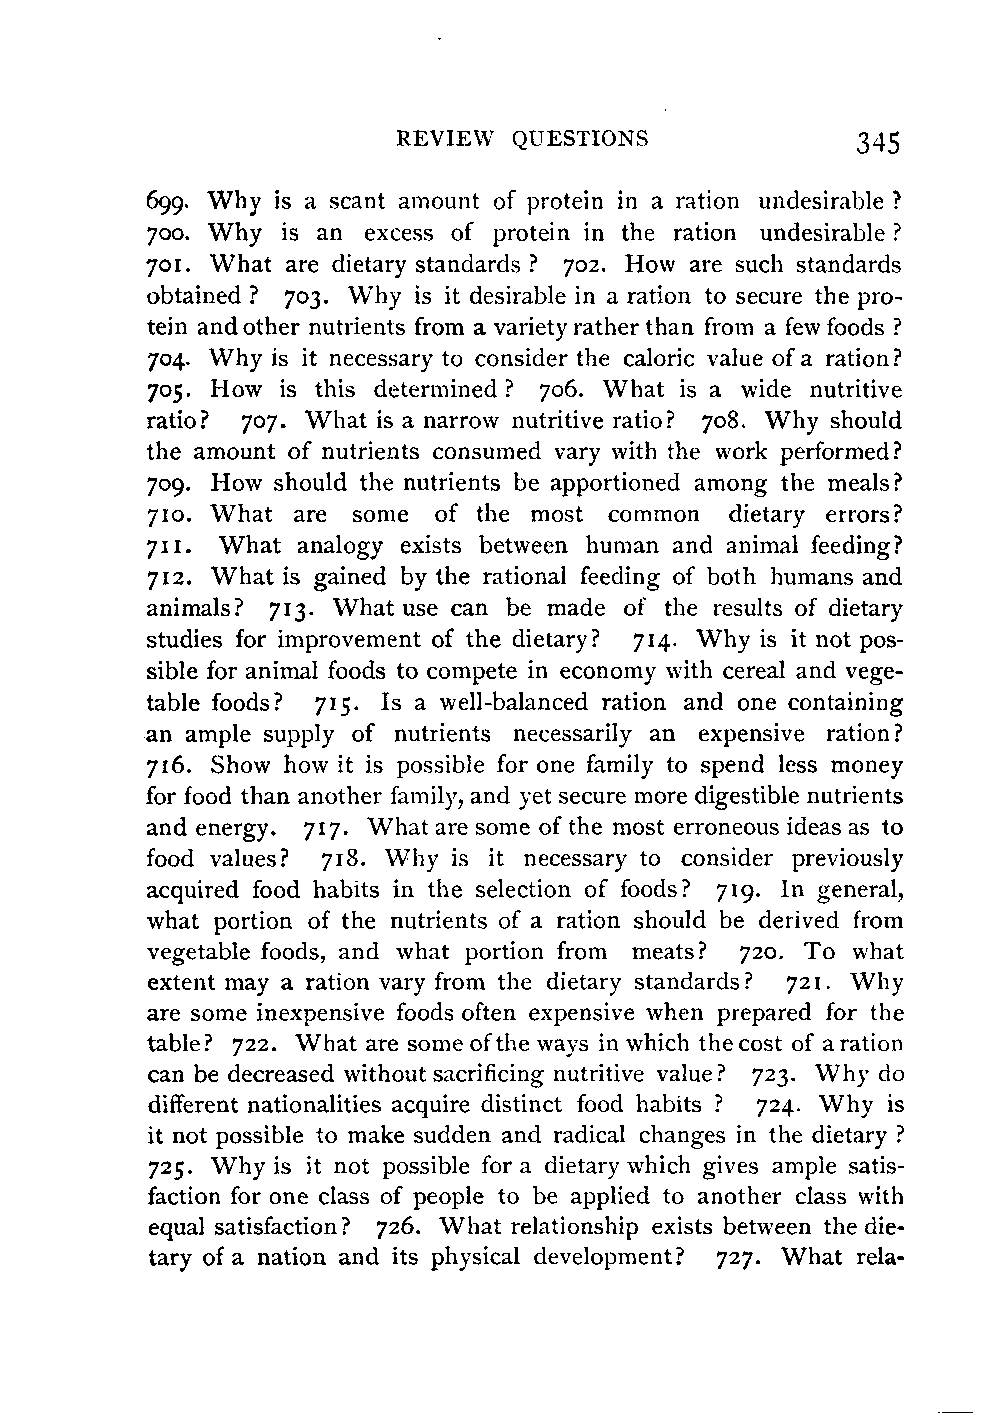 REVIEW QUESTIONS 345
699. Why is a scant amount of protein in a ration undesirable ?
700. Why is an excess of protein in the ration undesirable ?
701. What are dietary standards ? 702. How are such standards
obtained ? 703. Why is it desirable in a ration to secure the pro-
tein and other nutrients from a variety rather than from a few foods ?
704. Why is it necessary to consider the caloric value of a ration?
705. How is this determined ? 706. What is a wide nutritive
ratio? 707. What is a narrow nutritive ratio? 708. Why should
the amount of nutrients consumed vary with the work performed?
709. How should the nutrients be apportioned among the meals?
710. What are some of the most common dietary errors?
711. What analogy exists between human and animal feeding?
712. What is gained by the rational feeding of both humans and
animals? 713. What use can be made of the results of dietary
studies for improvement of the dietary? 714. Why is it not pos-
sible for animal foods to compete in economy with cereal and vege-
table foods? 715. Is a well-balanced ration and one containing
an ample supply of nutrients necessarily an expensive ration?
716. Show how it is possible for one family to spend less money
for food than another family, and yet secure more digestible nutrients
and energy. 717. What are some of the most erroneous ideas as to
food values? 718. Why is it necessary to consider previously
acquired food habits in the selection of foods? 719. In general,
what portion of the nutrients of a ration should be derived from
vegetable foods, and what portion from meats? 720. To what
extent may a ration vary from the dietary standards? 721. Why
are some inexpensive foods often expensive when prepared for the
table? 722. What are some of the ways in which the cost of a ration
can be decreased without sacrificing nutritive value? 723. Why do
different nationalities acquire distinct food habits ? 724. Why is
it not possible to make sudden and radical changes in the dietary ?
725. Why is it not possible for a dietary which gives ample satis-
faction for one class of people to be applied to another class with
equal satisfaction? 726. What relationship exists between the die-
tary of a nation and its physical development? 727. What rela-